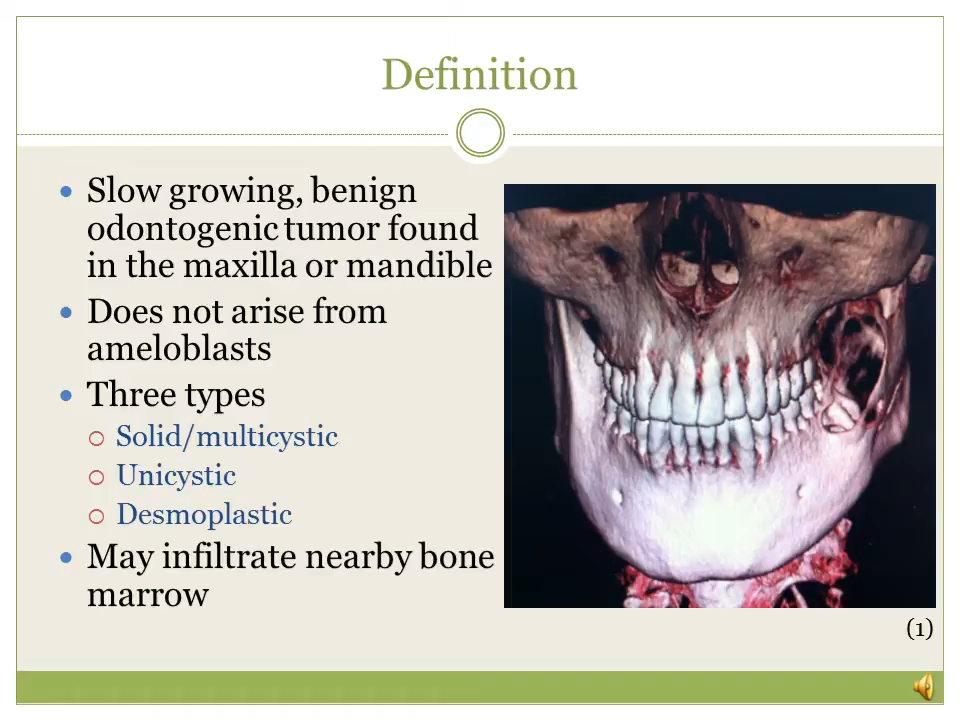 Definition
Slow growing, benign
odontogenic tumor found
in the maxilla or mandible
Does not arise from
ameloblasts
Three types
Solid/multicystic
Unicystic
Desmoplastic
May infiltrate nearby bone
marrow
(1)